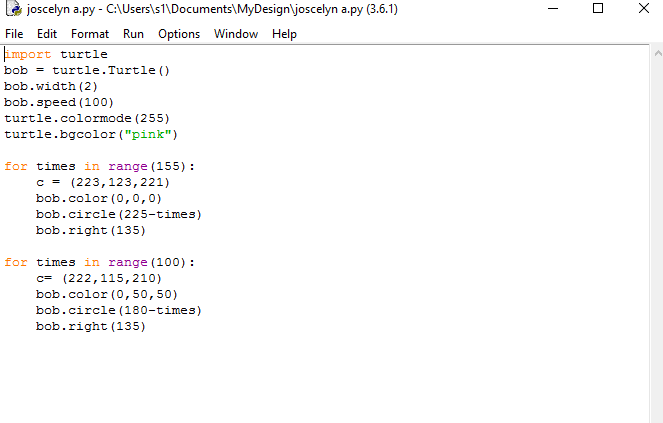 joscelyn a.py - C:\Users\s1\Documents\MyDesign\joscelyn a.py (3.6.1)
File Edit Format Run Options Window Help
import turtle
bob = turtle.Turtle()
bob.width(2)
bob.speed(100)
turtle.colormode(255)
turtle.bgcolor("pink")

for times in range(155):
    c = (223,123,221)
    bob.color(0,0,0)
    bob.circle(225-times)
    bob.right(135)

for times in range(100):
    c= (222,115,210)
    bob.color(0,50,50)
    bob.circle(180-times)
    bob.right(135)